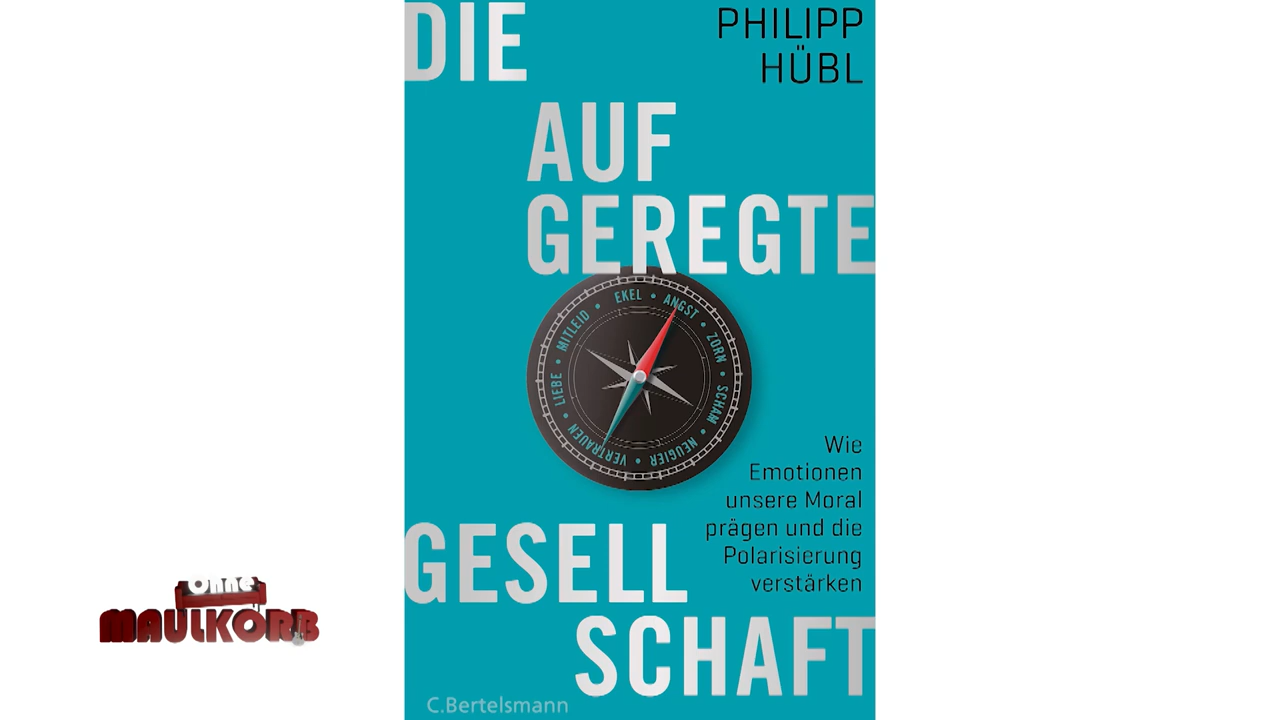 DIE
PHILIPP
HÜBL
AUF
GEREGTE
EKEL • ANGST • ZORN • SCHAM • NEUGIER • VERTRAUEN • LIEBE • MITLEID •
Wie
Emotionen
unsere Moral
prägen und die
Polarisierung
verstärken
GESELL
SCHAFT
C.Bertelsmann
Ohne
MAULKORB